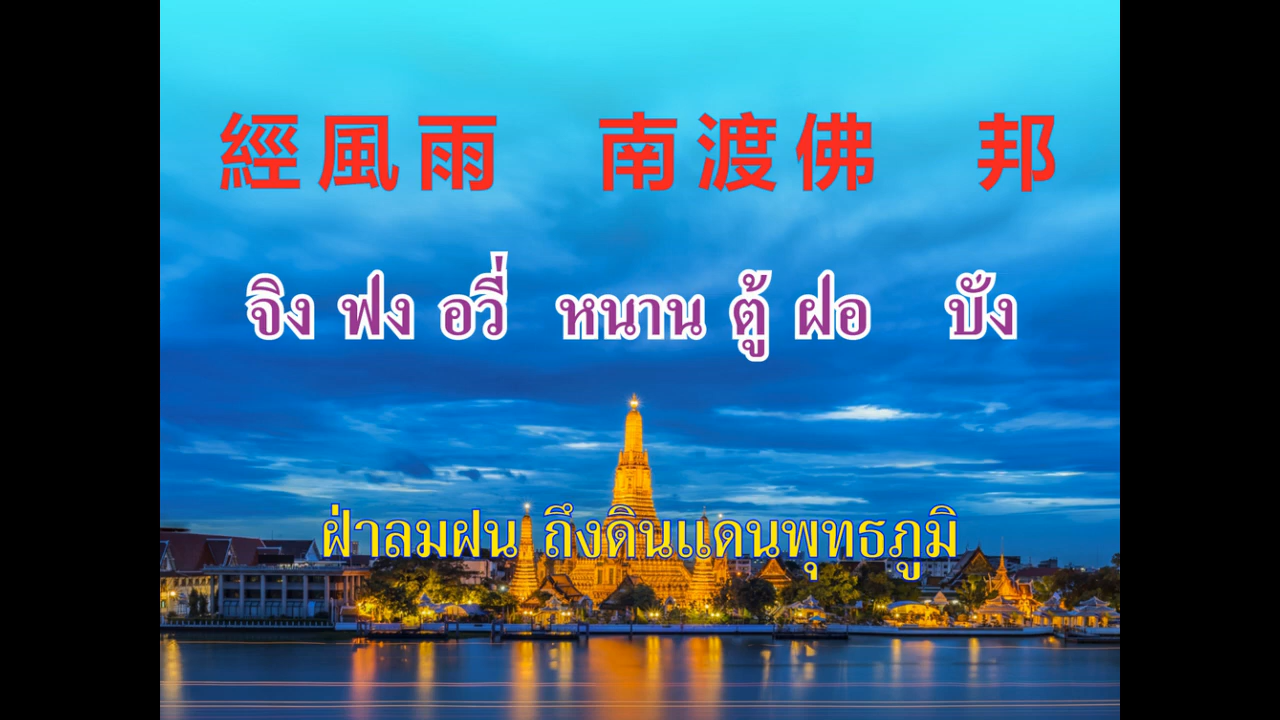 經風雨 南渡佛 邦
จิง ฟง อวี่ หนาน ตู้ ฝอ ปัง
ฝ่าลมฝน ถึงดินแดนพุทธภูมิ